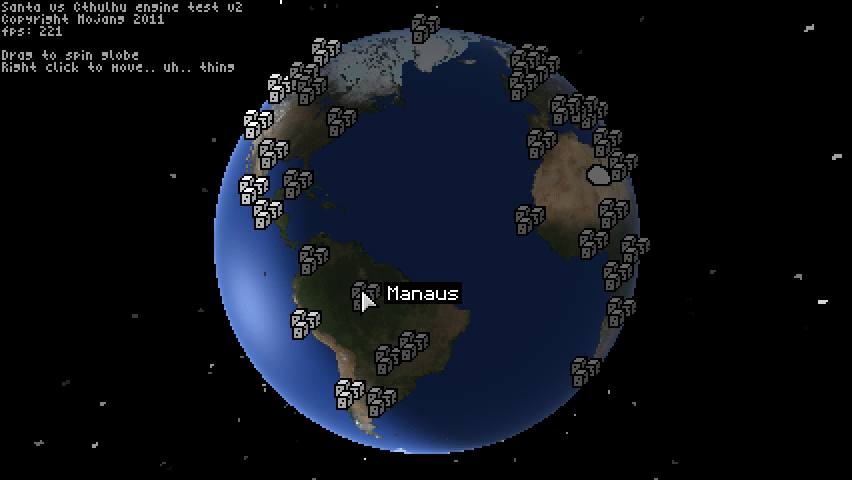 Santa vs Cthulhu engine test v2
Copyright Mojang 2011
fps: 221
Drag to spin globe
Right click to move.. uh.. thing
Manaus